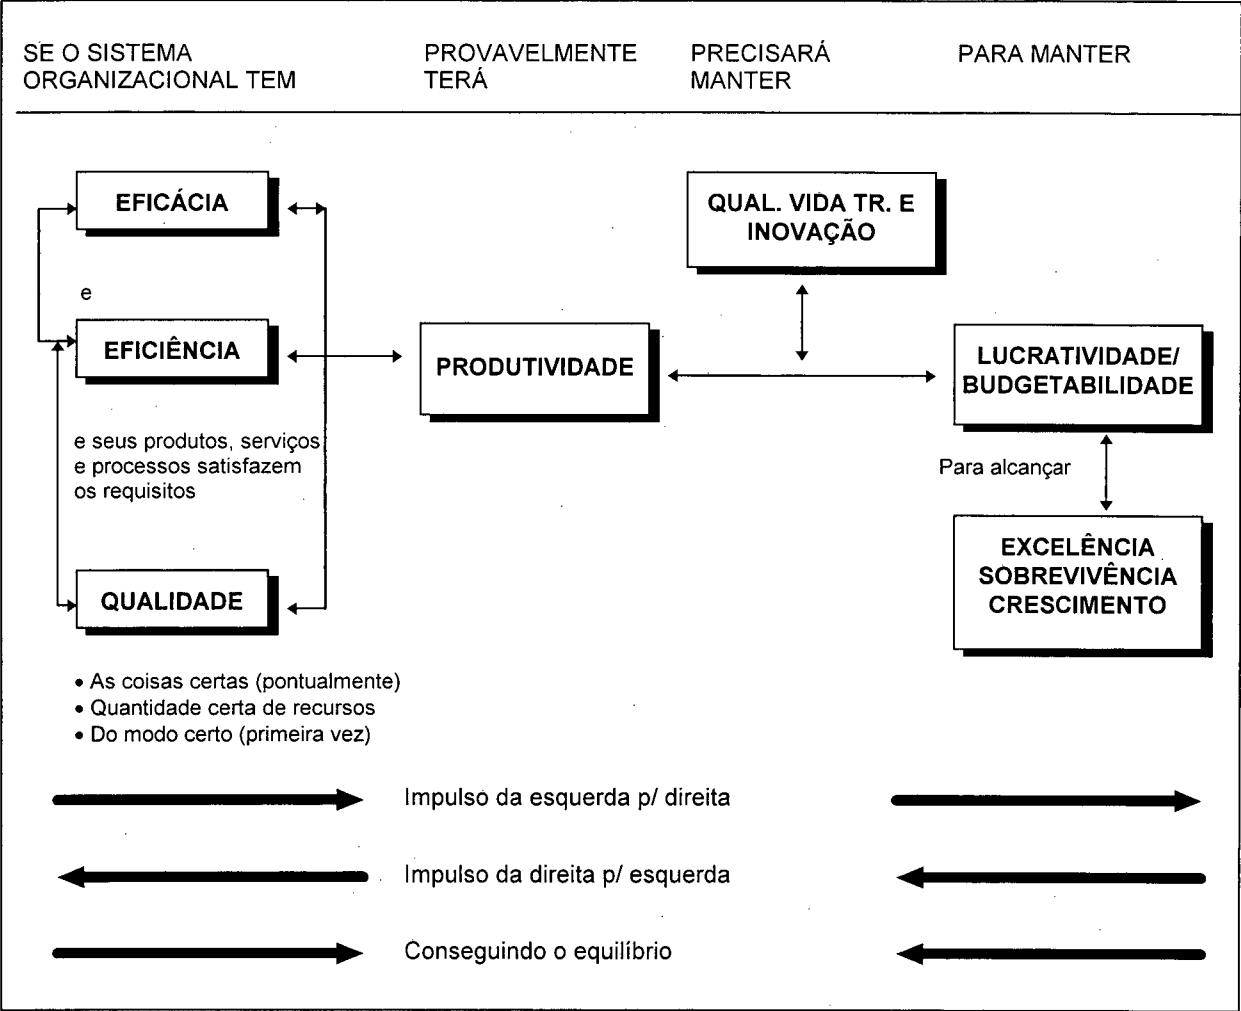 SE O SISTEMA
ORGANIZACIONAL TEM
PROVAVELMENTE
TERÁ
PRECISARÁ
MANTER
PARA MANTER
EFICÁCIA
e
EFICIÊNCIA
e seus produtos, serviços
e processos satisfazem
os requisitos
QUALIDADE
• As coisas certas (pontualmente)
• Quantidade certa de recursos
• Do modo certo (primeira vez)
PRODUTIVIDADE
QUAL. VIDA TR. E
INOVAÇÃO
LUCRATIVIDADE/
BUDGETABILIDADE
Para alcançar
EXCELÊNCIA
SOBREVIVÊNCIA
CRESCIMENTO
Impulso da esquerda p/ direita
Impulso da direita p/ esquerda
Conseguindo o equilíbrio